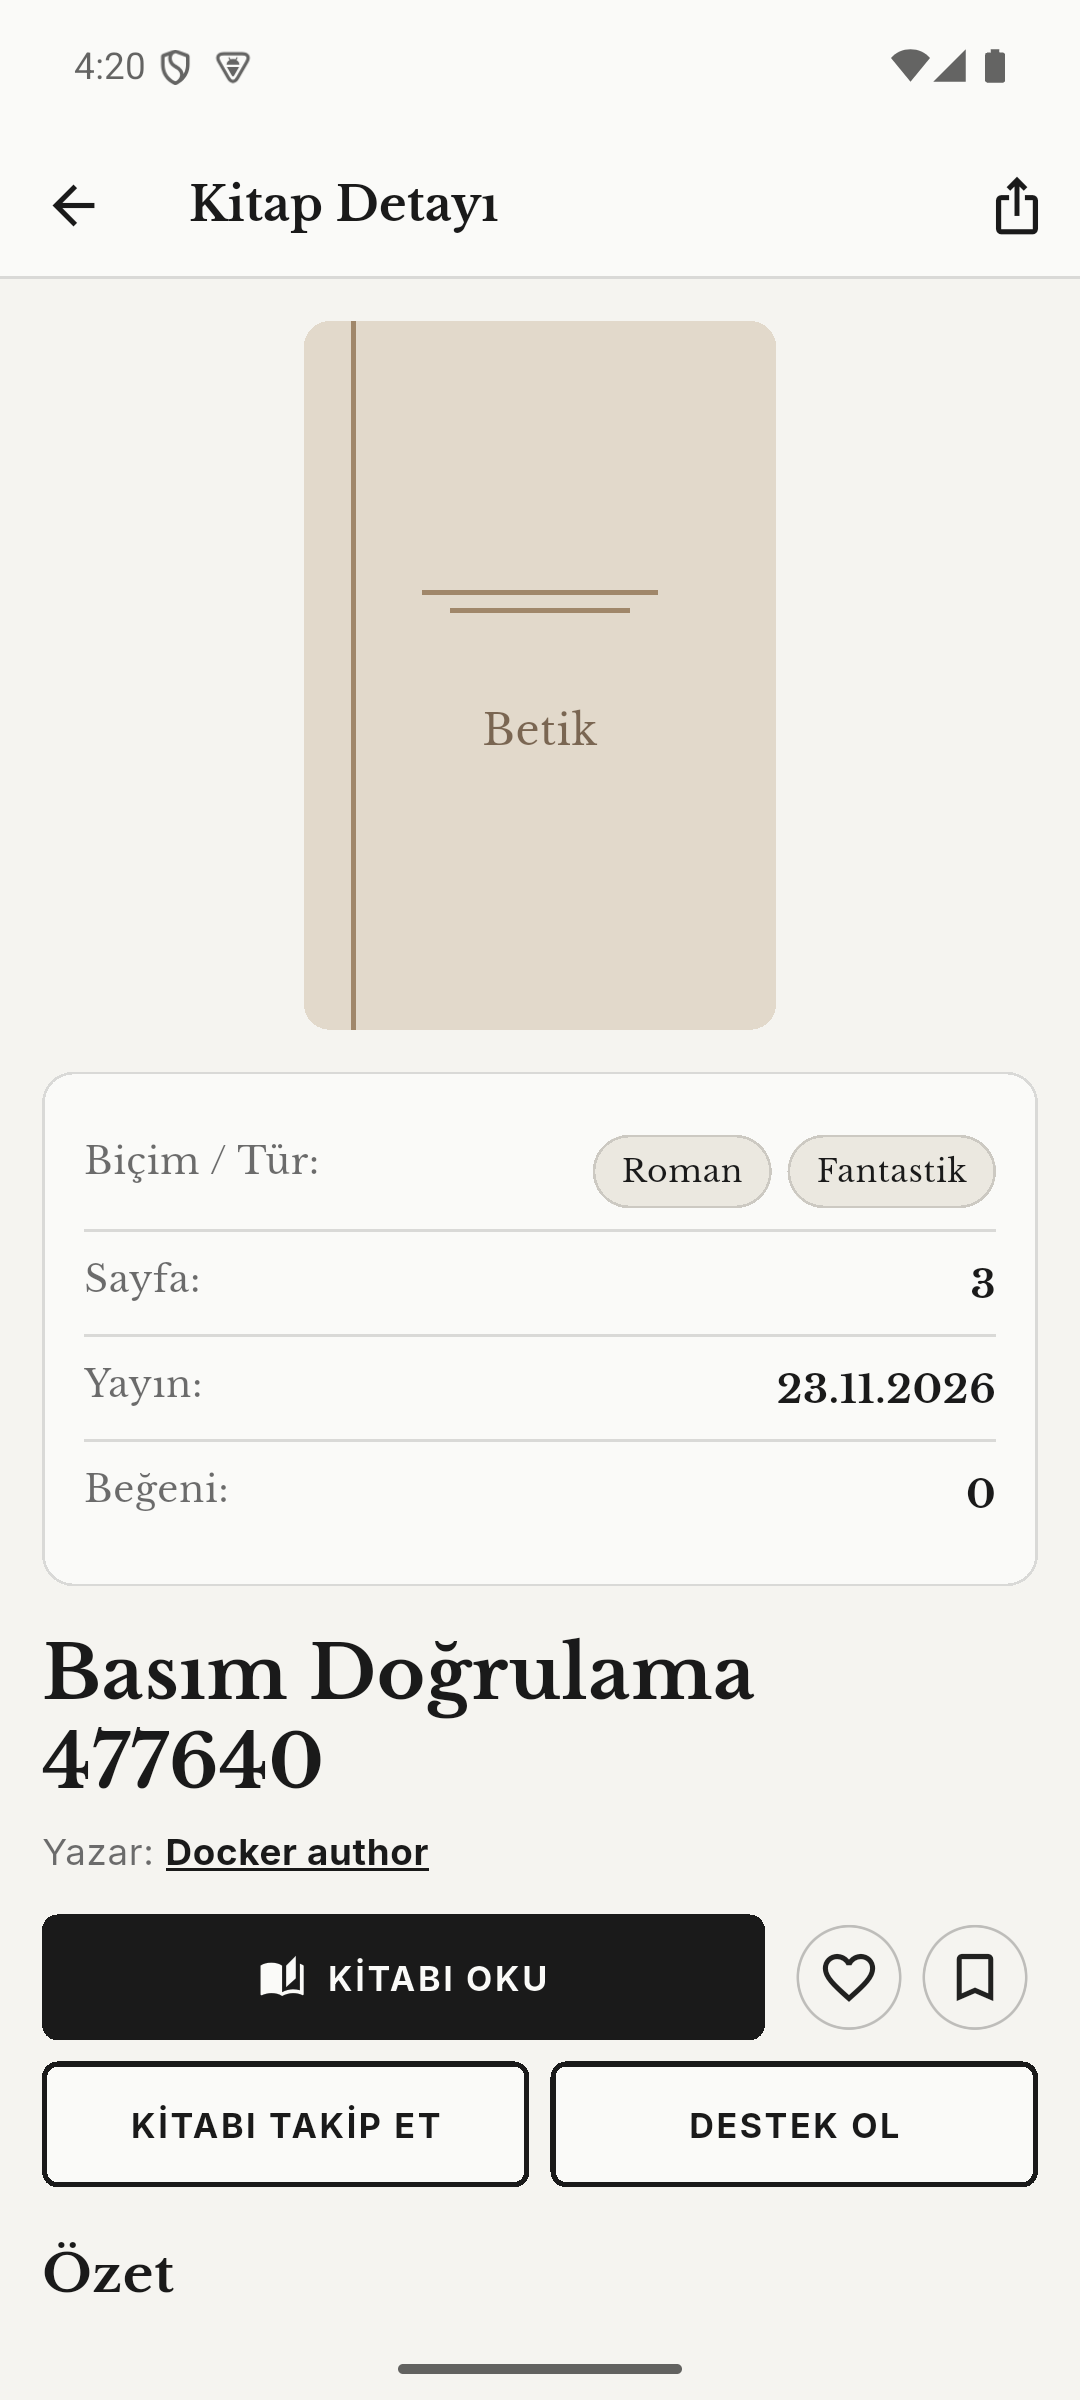 4:20
Kitap Detayı
Betik
Biçim / Tür: Roman Fantastik
Sayfa: 3
Yayın: 23.11.2026
Beğeni: 0
Basım Doğrulama
477640
Yazar: Docker author
KİTABI OKU
KİTABI TAKİP ET DESTEK OL
Özet